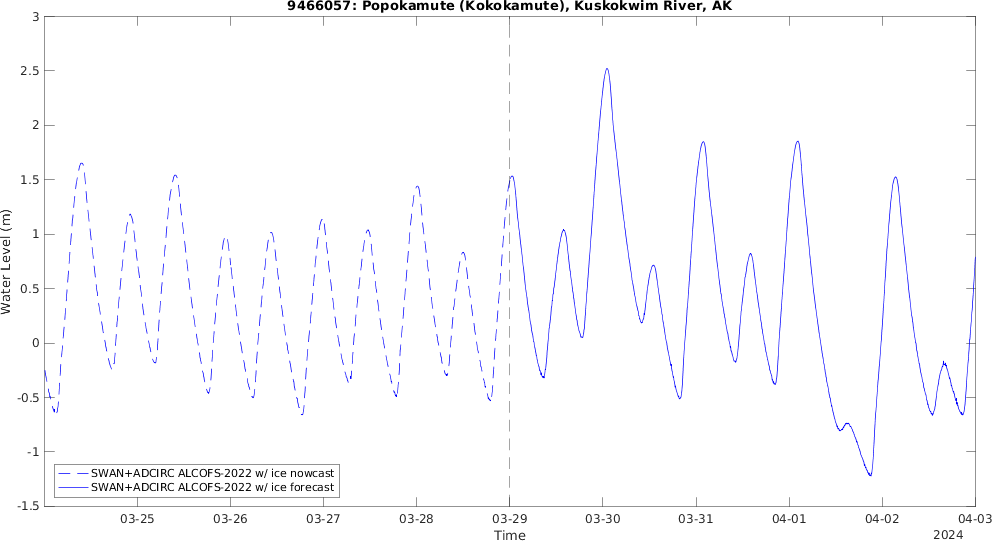 9466057: Popokamute (Kokokamute), Kuskokwim River, AK
3
2.5
2
1.5
1
0.5
0
-0.5
-1
-1.5
Water Level (m)
SWAN+ADCIRC ALCOFS-2022 w/ ice nowcast
SWAN+ADCIRC ALCOFS-2022 w/ ice forecast
03-25 03-26 03-27 03-28 03-29 03-30 03-31 04-01 04-02 04-03
Time
2024